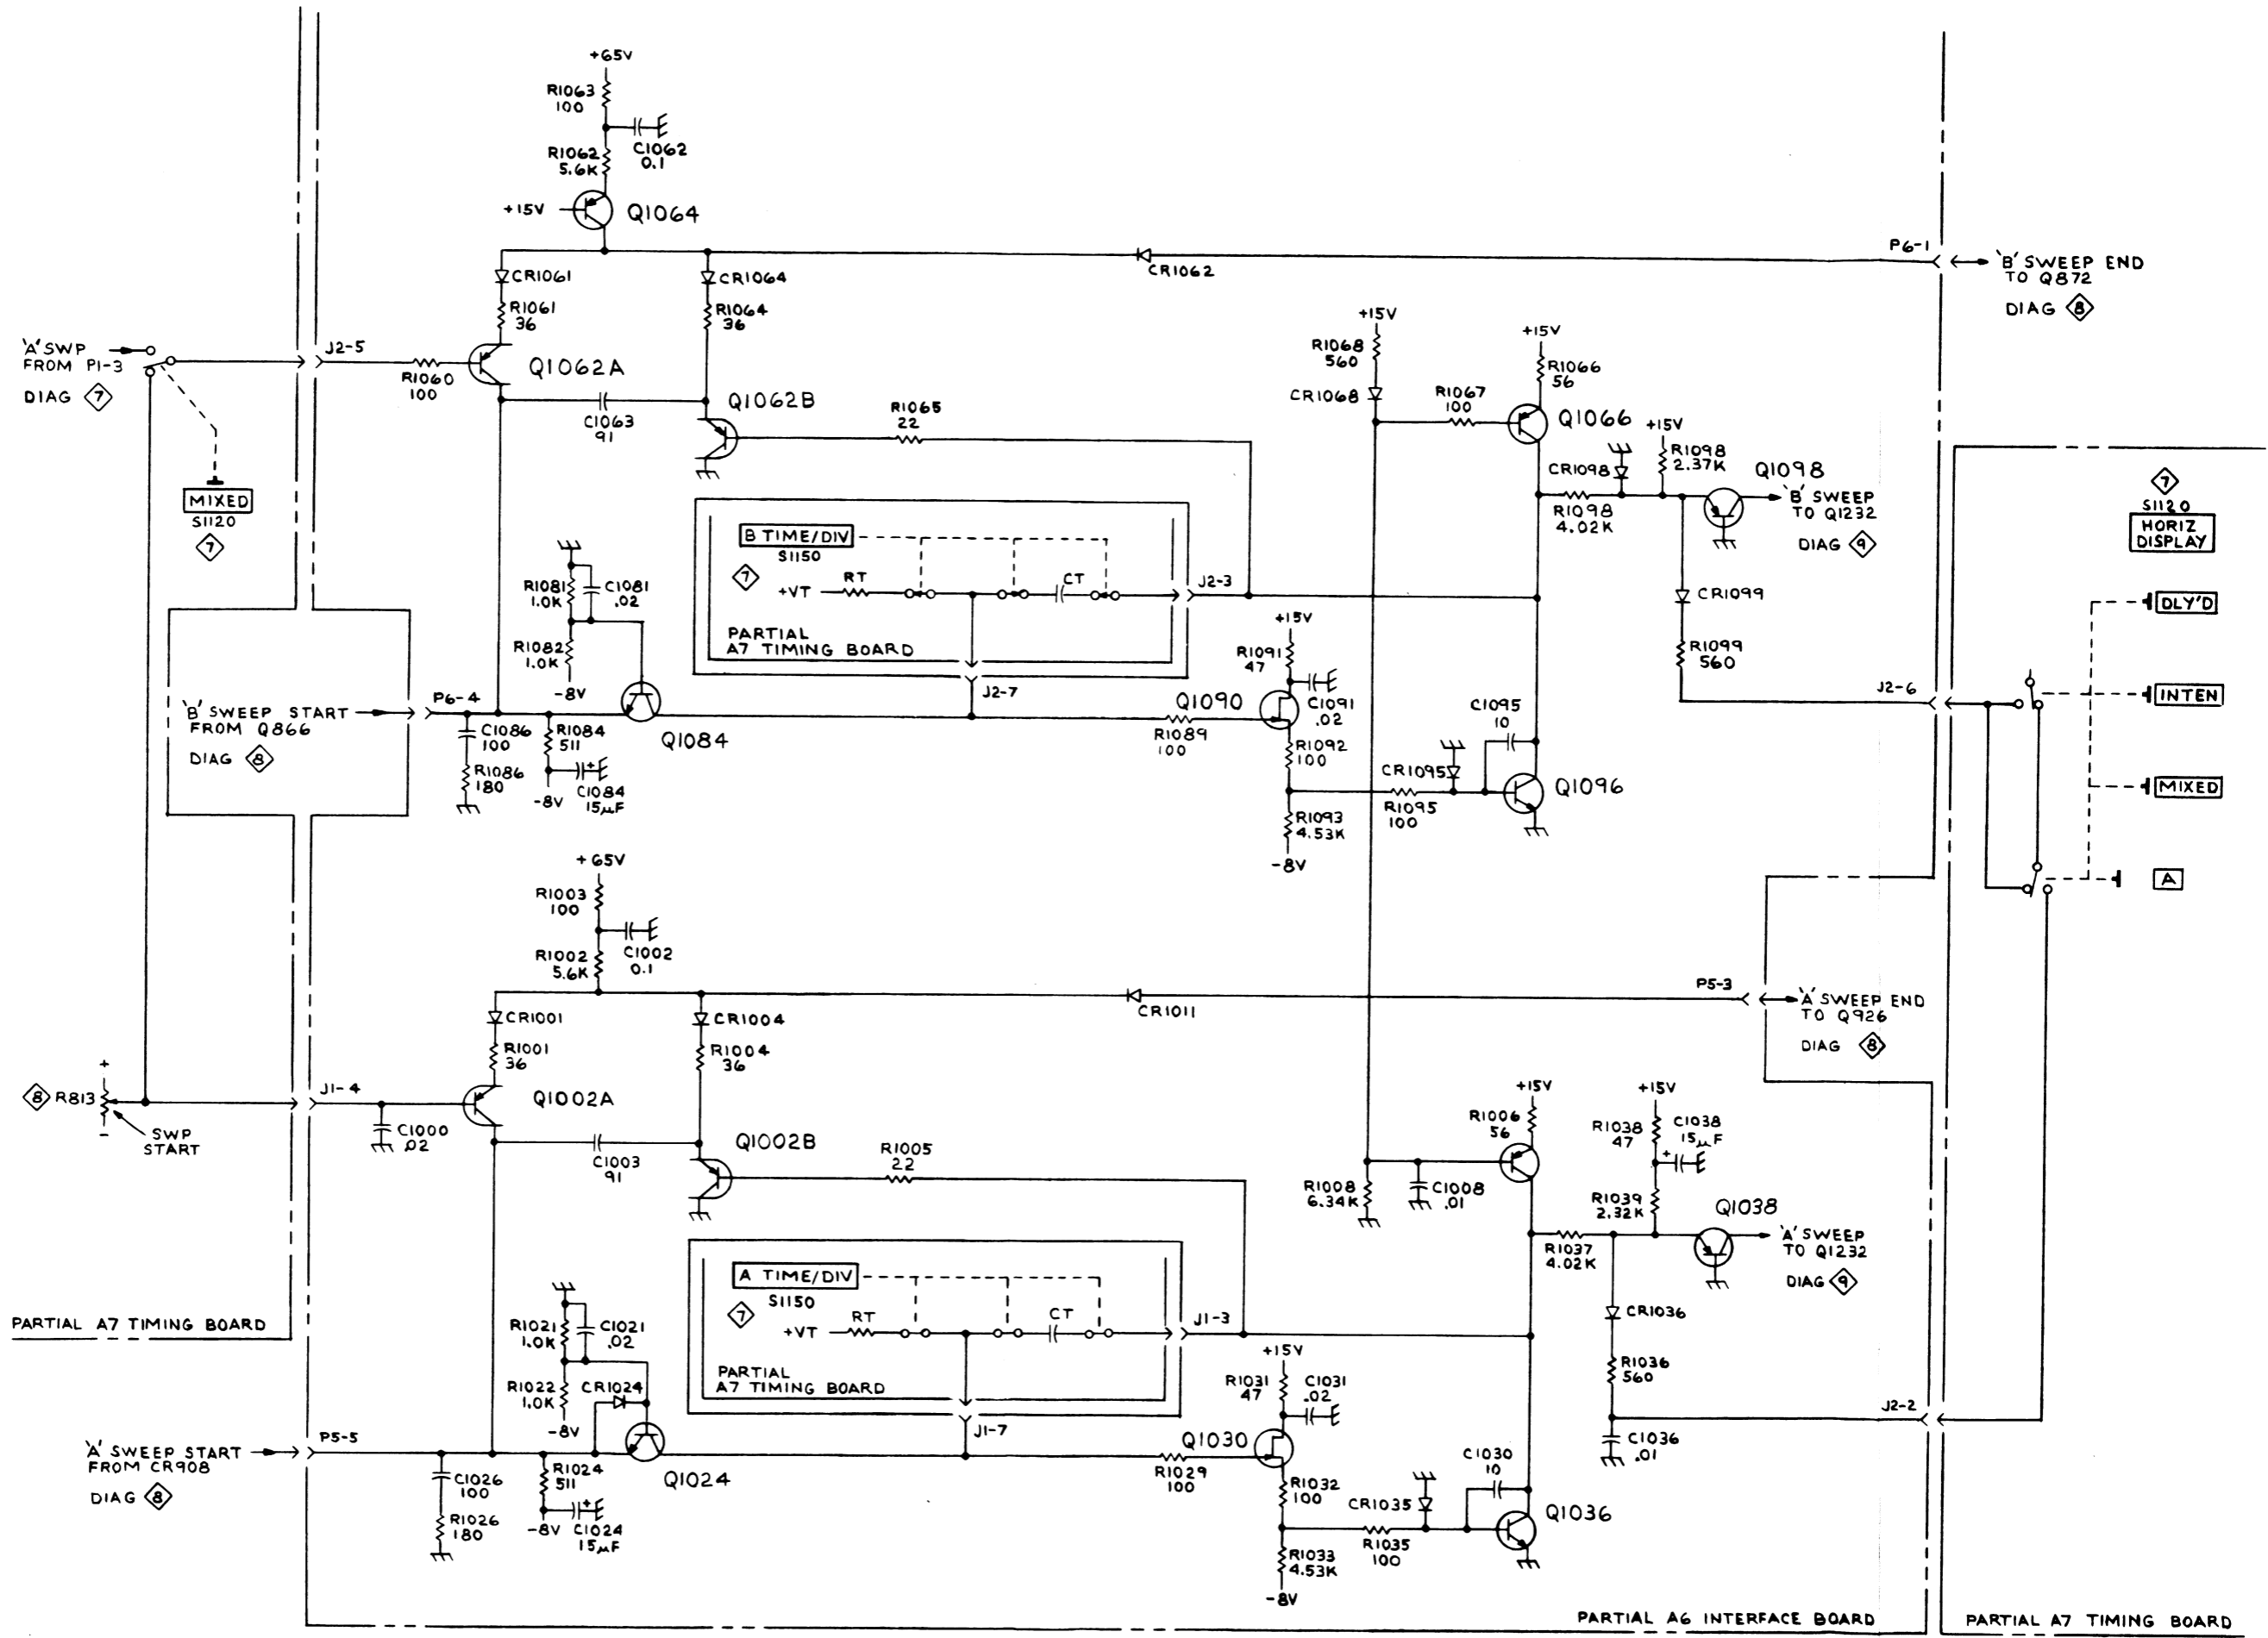 +65V
R1063
100
C1062
0.1
R1062
5.6K
+15V
Q1064
CR1061
R1061
36
CR1064
R1064
36
CR1062
P6-1
'B' SWEEP END
TO Q872
DIAG 8
'A' SWP
FROM P1-3
DIAG 7
J2-5
R1060
100
Q1062A
C1063
91
Q1062B
R1065
22
MIXED
S1120
7
+15V
R1068
560
CR1068
R1067
100
+15V
R1066
56
Q1066
+15V
CR1098
R1098
2.37K
Q1098
R1098
4.02K
'B' SWEEP
TO Q1232
DIAG 9
7
S1120
HORIZ
DISPLAY
DLY'D
INTEN
MIXED
A
B TIME/DIV
S1150
7
+VT
RT
CT
J2-3
PARTIAL
A7 TIMING BOARD
J2-7
R1081
1.0K
C1081
.02
R1082
1.0K
-8V
CR1099
R1099
560
J2-6
'B' SWEEP START
FROM Q866
DIAG 8
P6-4
C1086
100
R1086
180
R1084
511
-8V
C1084
15µF
+
Q1084
+15V
R1091
47
C1091
.02
Q1090
R1089
100
R1092
100
R1093
4.53K
-8V
CR1095
R1095
100
C1095
10
Q1096
+65V
R1003
100
R1002
5.6K
C1002
0.1
CR1001
R1001
36
CR1004
R1004
36
CR1011
P5-3
'A' SWEEP END
TO Q926
DIAG 8
8 R813
+
-
SWP
START
J1-4
C1000
.02
Q1002A
C1003
91
Q1002B
R1005
22
R1008
6.34K
C1008
.01
+15V
R1006
56
+15V
R1038
47
C1038
15µF
+
R1039
2.32K
Q1038
R1037
4.02K
'A' SWEEP
TO Q1232
DIAG 9
CR1036
R1036
560
J2-2
C1036
.01
A TIME/DIV
S1150
7
+VT
RT
CT
J1-3
PARTIAL
A7 TIMING BOARD
J1-7
PARTIAL A7 TIMING BOARD
R1021
1.0K
C1021
.02
R1022
1.0K
CR1024
-8V
'A' SWEEP START
FROM CR908
DIAG 8
P5-5
C1026
100
R1026
180
R1024
511
-8V
C1024
15µF
+
Q1024
+15V
R1031
47
C1031
.02
Q1030
R1029
100
R1032
100
R1033
4.53K
-8V
CR1035
R1035
100
C1030
10
Q1036
PARTIAL A6 INTERFACE BOARD
PARTIAL A7 TIMING BOARD